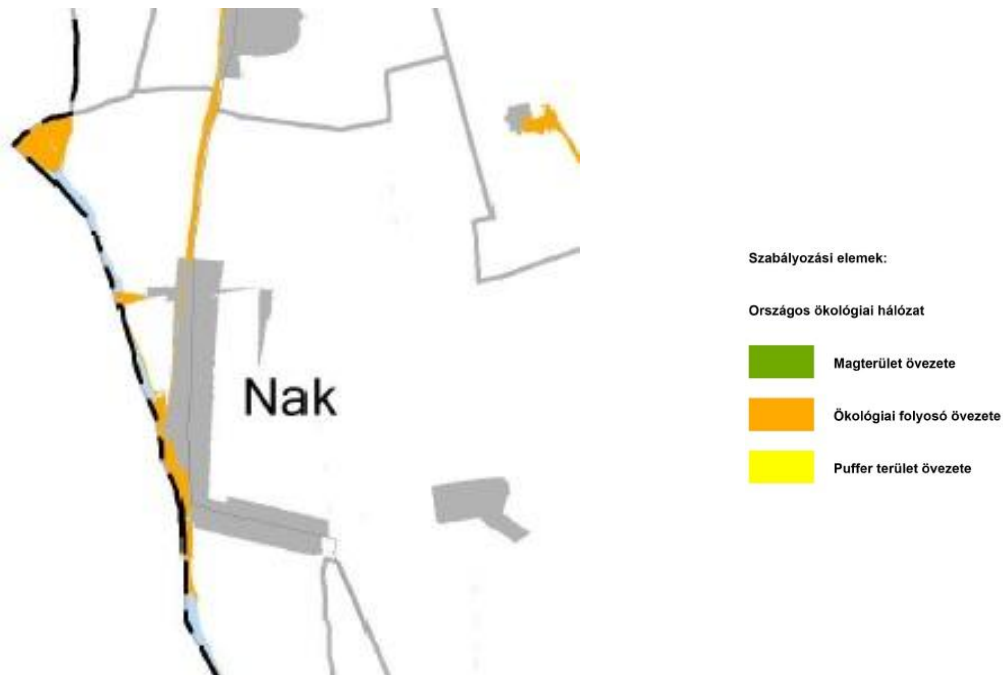 Nak
Szabályozási elemek:
Országos ökológiai hálózat
Magterület övezete
Ökológiai folyosó övezete
Puffer terület övezete